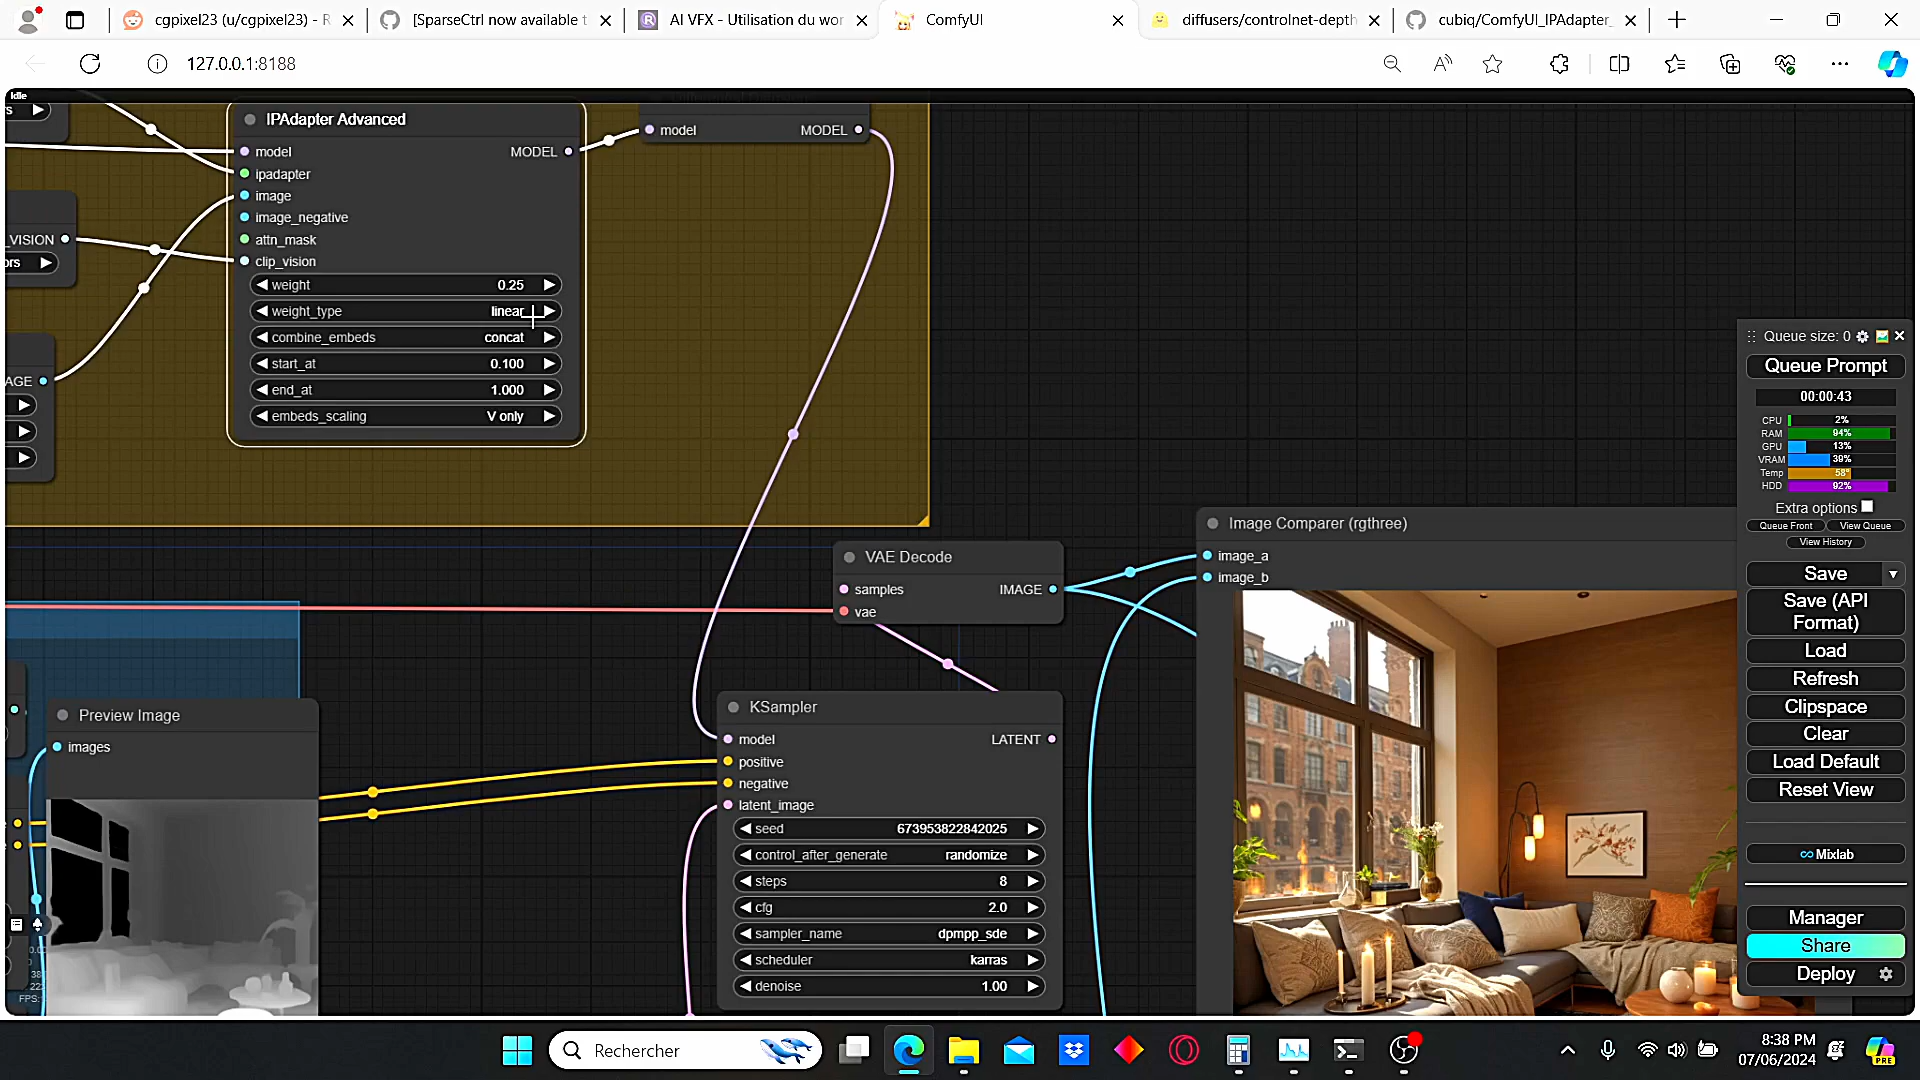 cgpixel23 (u/cgpixel23) - R
[SparseCtrl now available t
AI VFX - Utilisation du wor
ComfyUI
diffusers/controlnet-depth
cubiq/ComfyUI_IPAdapter_
127.0.0.1:8188
Idle
rs
IPAdapter Advanced
model
MODEL
ipadapter
image
image_negative
attn_mask
clip_vision
weight 0.25
weight_type linear
combine_embeds concat
start_at 0.100
end_at 1.000
embeds_scaling V only
model MODEL
_VISION
ors
AGE
VAE Decode
samples IMAGE
vae
Image Comparer (rgthree)
image_a
image_b
Preview Image
images
KSampler
model LATENT
positive
negative
latent_image
seed 673953822842025
control_after_generate randomize
steps 8
cfg 2.0
sampler_name dpmpp_sde
scheduler karras
denoise 1.00
Queue size: 0
Queue Prompt
00:00:43
CPU 2%
RAM 94%
GPU 13%
VRAM 39%
Temp 58°
HDD 92%
Extra options
Queue Front View Queue
View History
Save
Save (API
Format)
Load
Refresh
Clipspace
Clear
Load Default
Reset View
Mixlab
Manager
Share
Deploy
FPS:
Rechercher
8:38 PM
07/06/2024
PRE